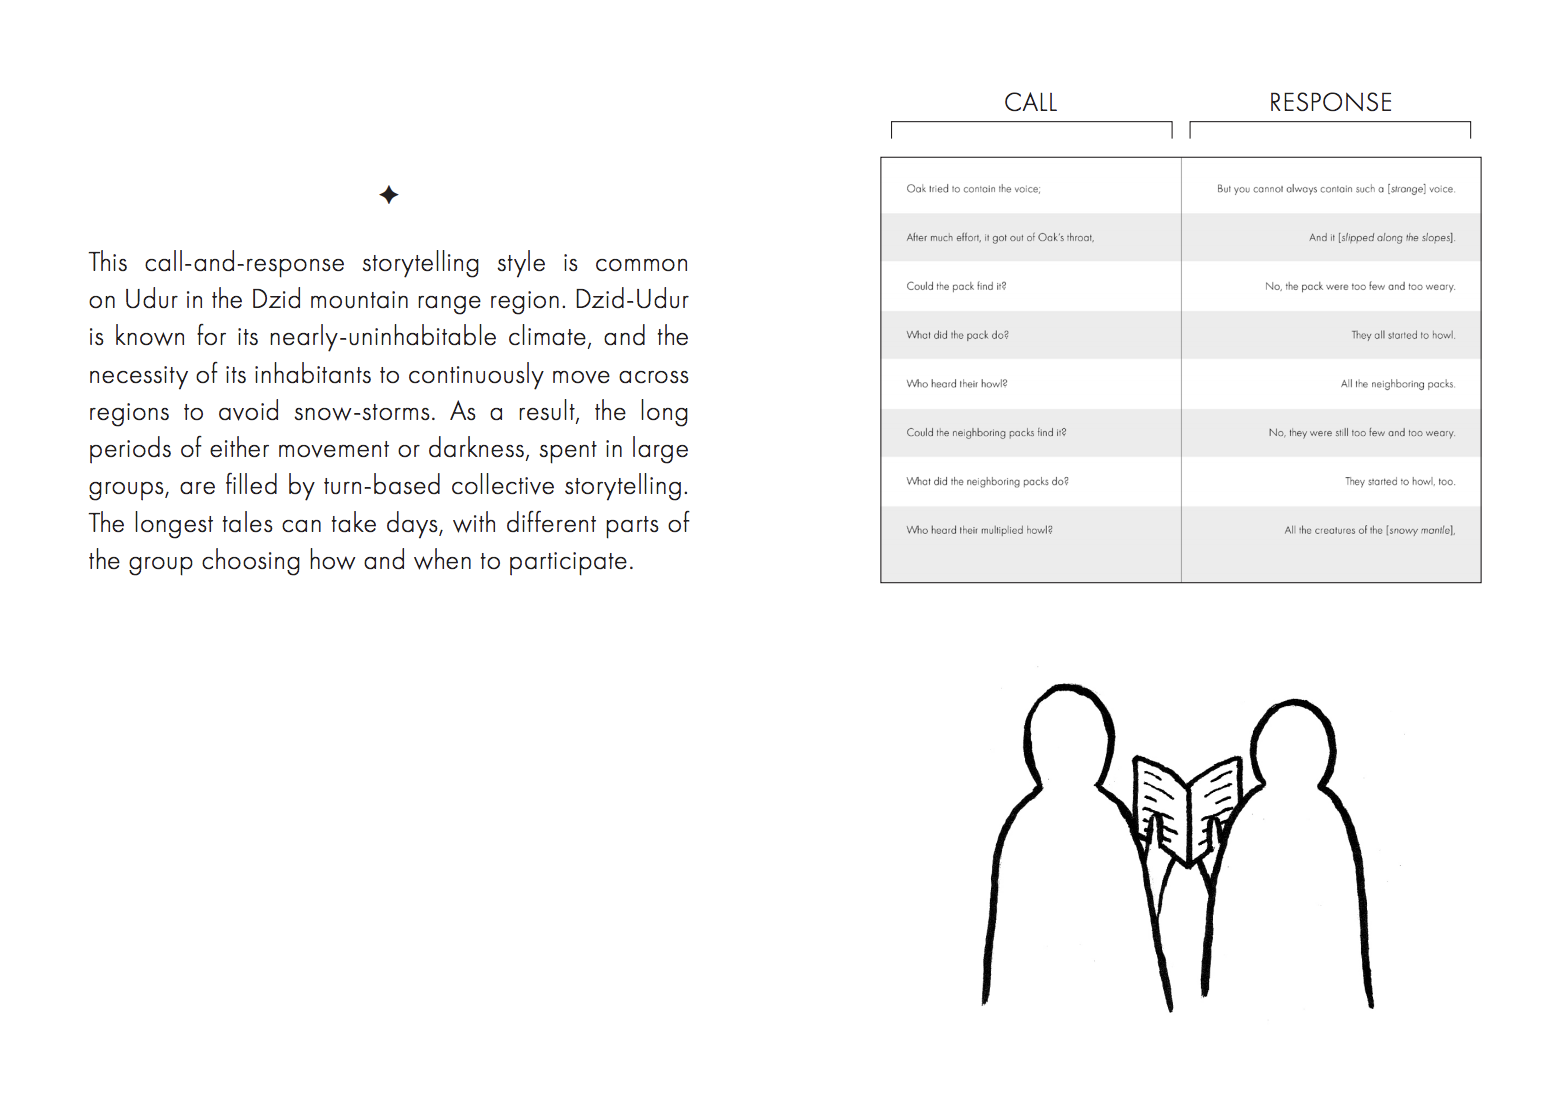 This call-and-response storytelling style is common
on Udur in the Dzid mountain range region. Dzid-Udur
is known for its nearly-uninhabitable climate, and the
necessity of its inhabitants to continuously move across
regions to avoid snow-storms. As a result, the long
periods of either movement or darkness, spent in large
groups, are filled by turn-based collective storytelling.
The longest tales can take days, with different parts of
the group choosing how and when to participate.
CALL RESPONSE
Oak tried to contain the voice; But you cannot always contain such a [strange] voice.
After much effort, it got out of Oak's throat, And it [slipped along the slopes].
Could the pack find it? No, the pack were too few and too weary.
What did the pack do? They all started to howl.
Who heard their howl? All the neighboring packs.
Could the neighboring packs find it? No, they were still too few and too weary.
What did the neighboring packs do? They started to howl, too.
Who heard their multiplied howl? All the creatures of the [snowy mantle],